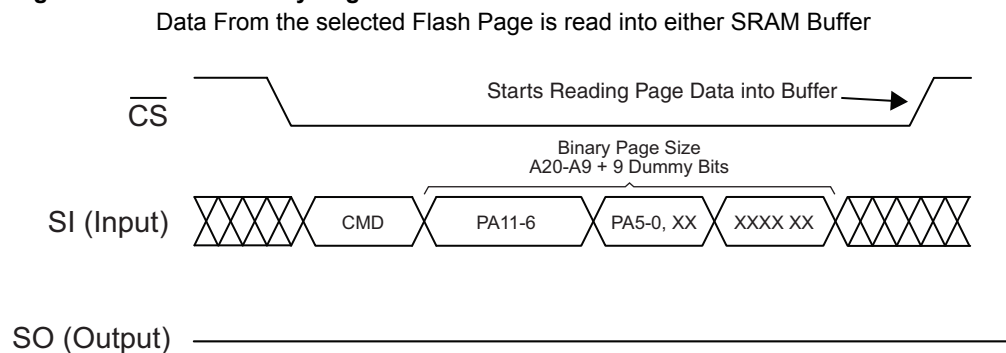 Data From the selected Flash Page is read into either SRAM Buffer
CS
Starts Reading Page Data into Buffer
Binary Page Size
A20-A9 + 9 Dummy Bits
SI (Input)
CMD
PA11-6
PA5-0, XX
XXXX XX
SO (Output)